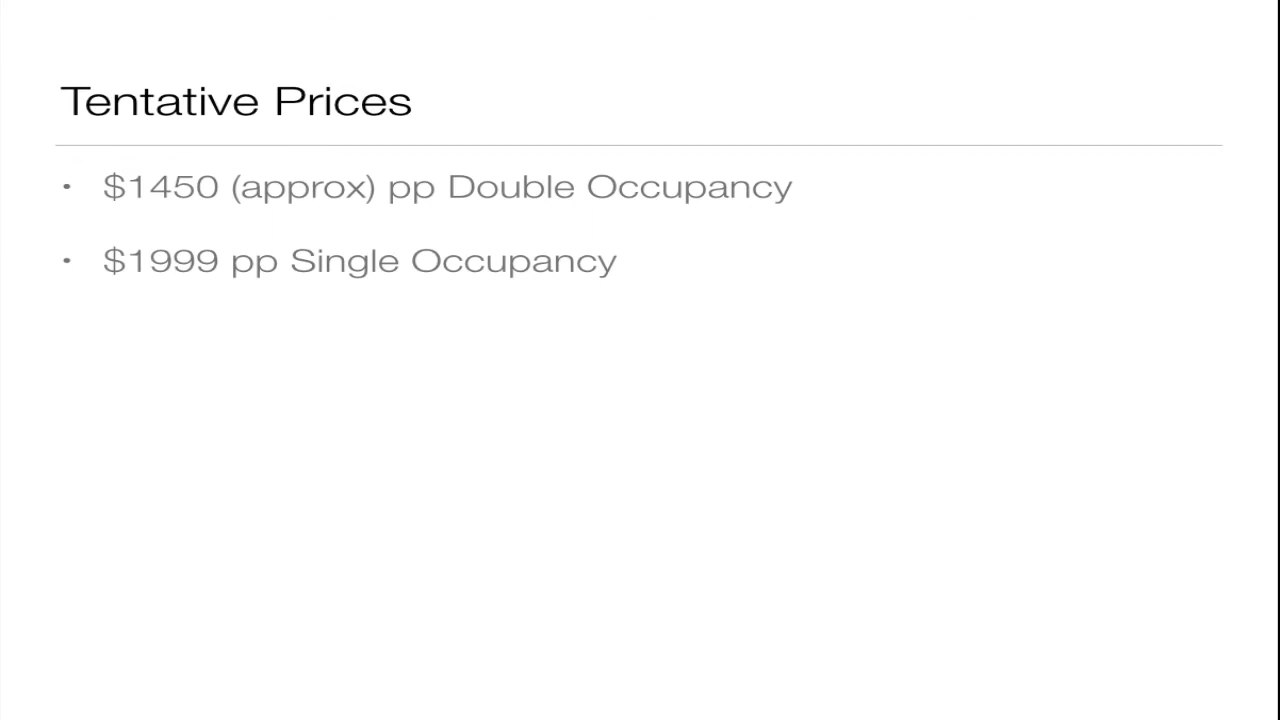 Tentative Prices
• $1450 (approx) pp Double Occupancy
• $1999 pp Single Occupancy